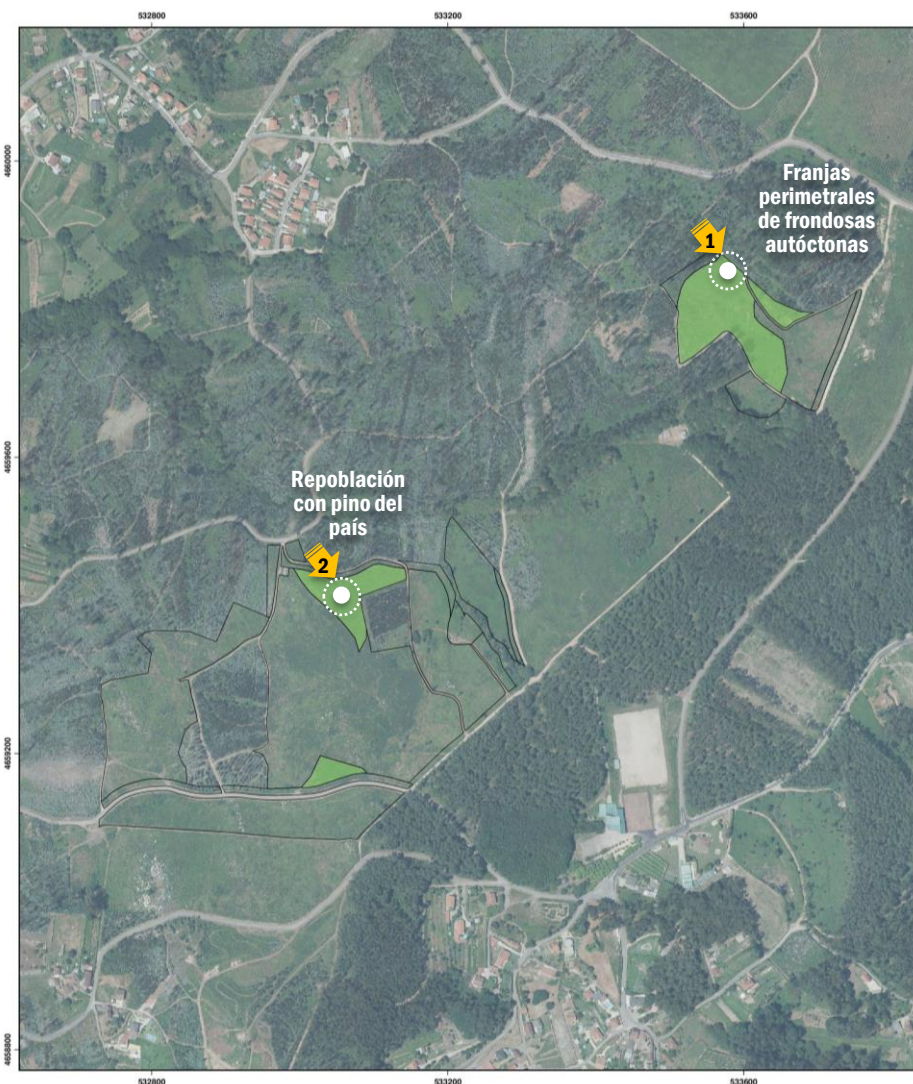 532800
533200
533600
4660000
Franjas
perimetrales
de frondosas
autóctonas
1
4659600
Repoblación
con pino del
país
2
4659200
4658800
532800
533200
533600